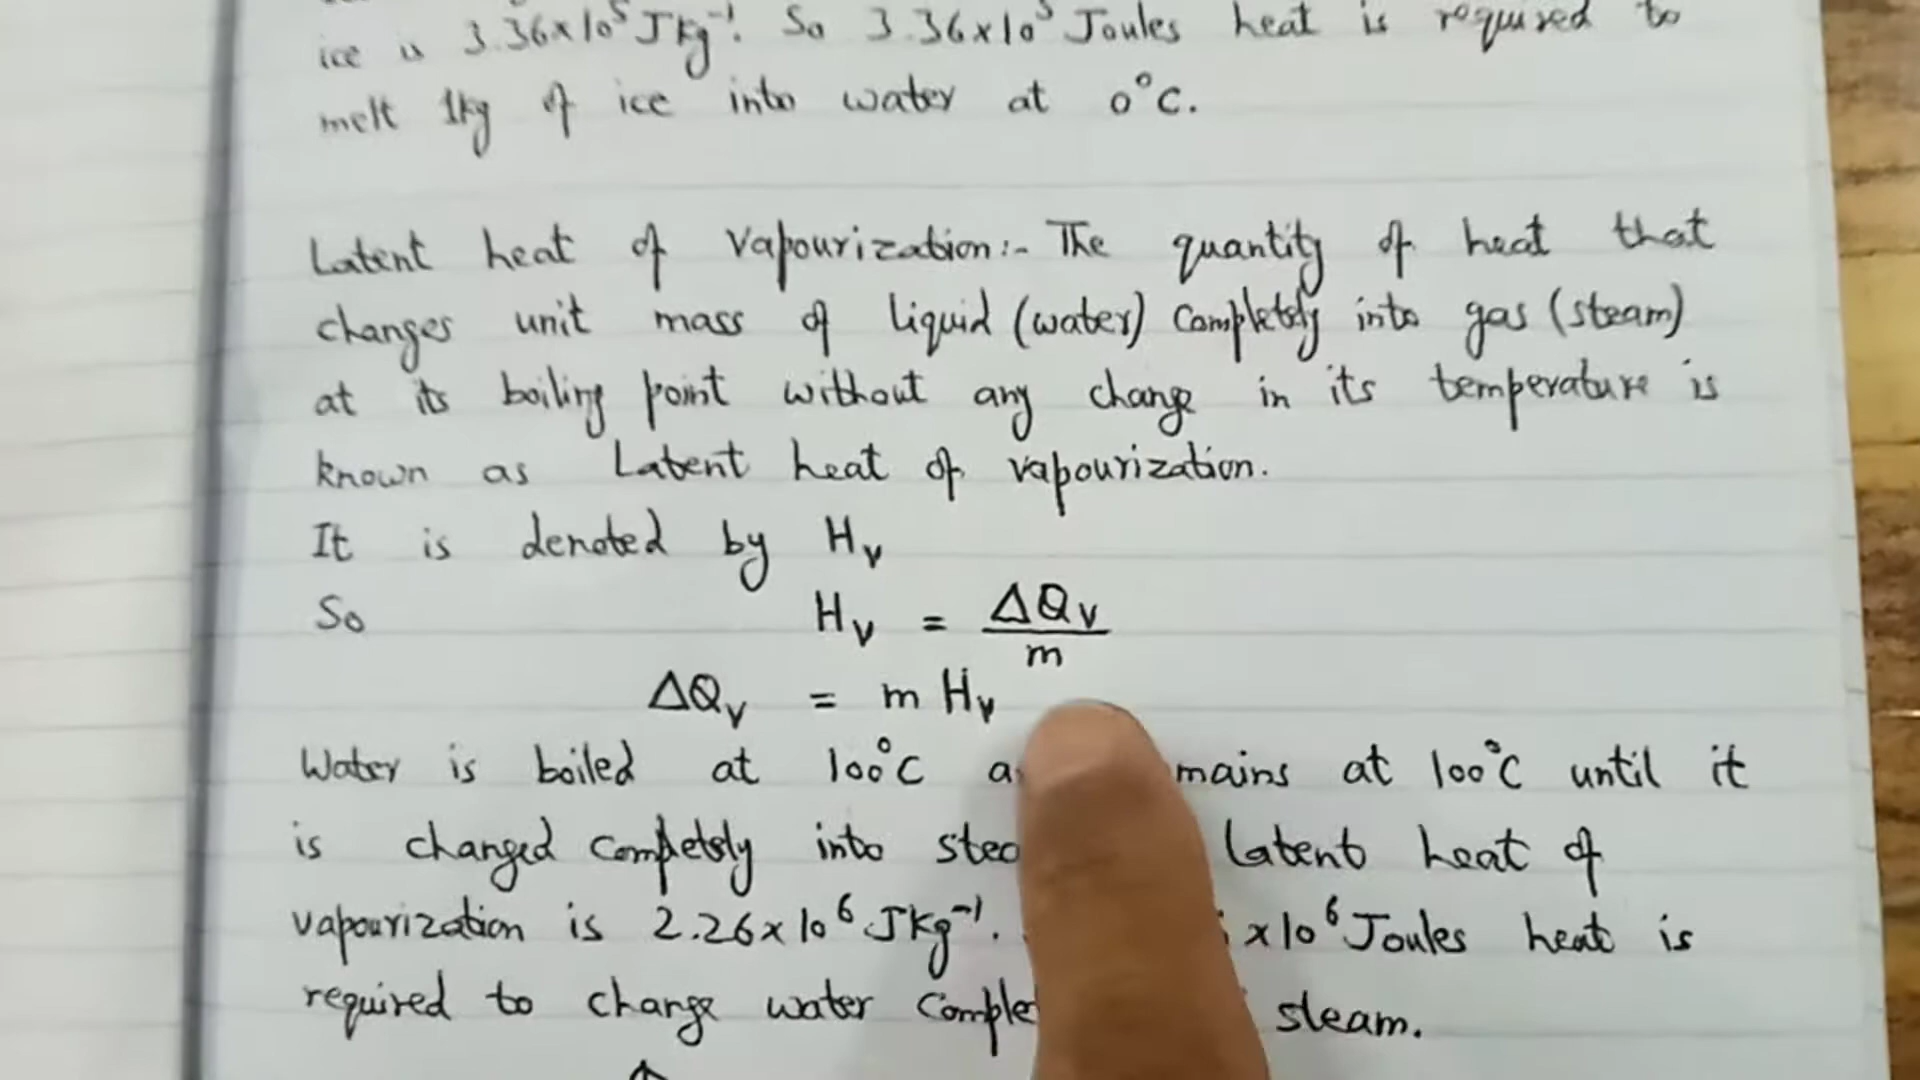 ice is 3.36x10⁵ JKg⁻¹. So 3.36x10⁵ Joules heat is required to
melt 1kg of ice into water at 0°C.
Latent heat of Vapourization:- The quantity of heat that
changes unit mass of liquid (water) completely into gas (steam)
at its boiling point without any change in its temperature is
known as Latent heat of vapourization.
It is denoted by Hᵥ
So Hᵥ = ΔQᵥ/m
ΔQᵥ = m Hᵥ
Water is boiled at 100°C at 100°C until it
is changed completely into latent heat of
vapourization is 2.26x10⁶ JKg⁻¹. x10⁶ Joules heat is
required to change water steam.